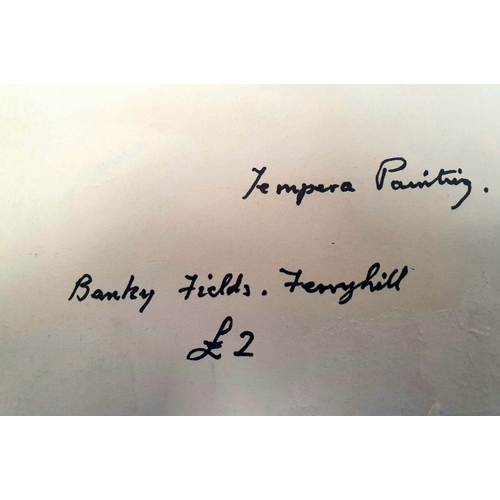 Tempera Painting.
Banky Fields. Ferryhill
£2